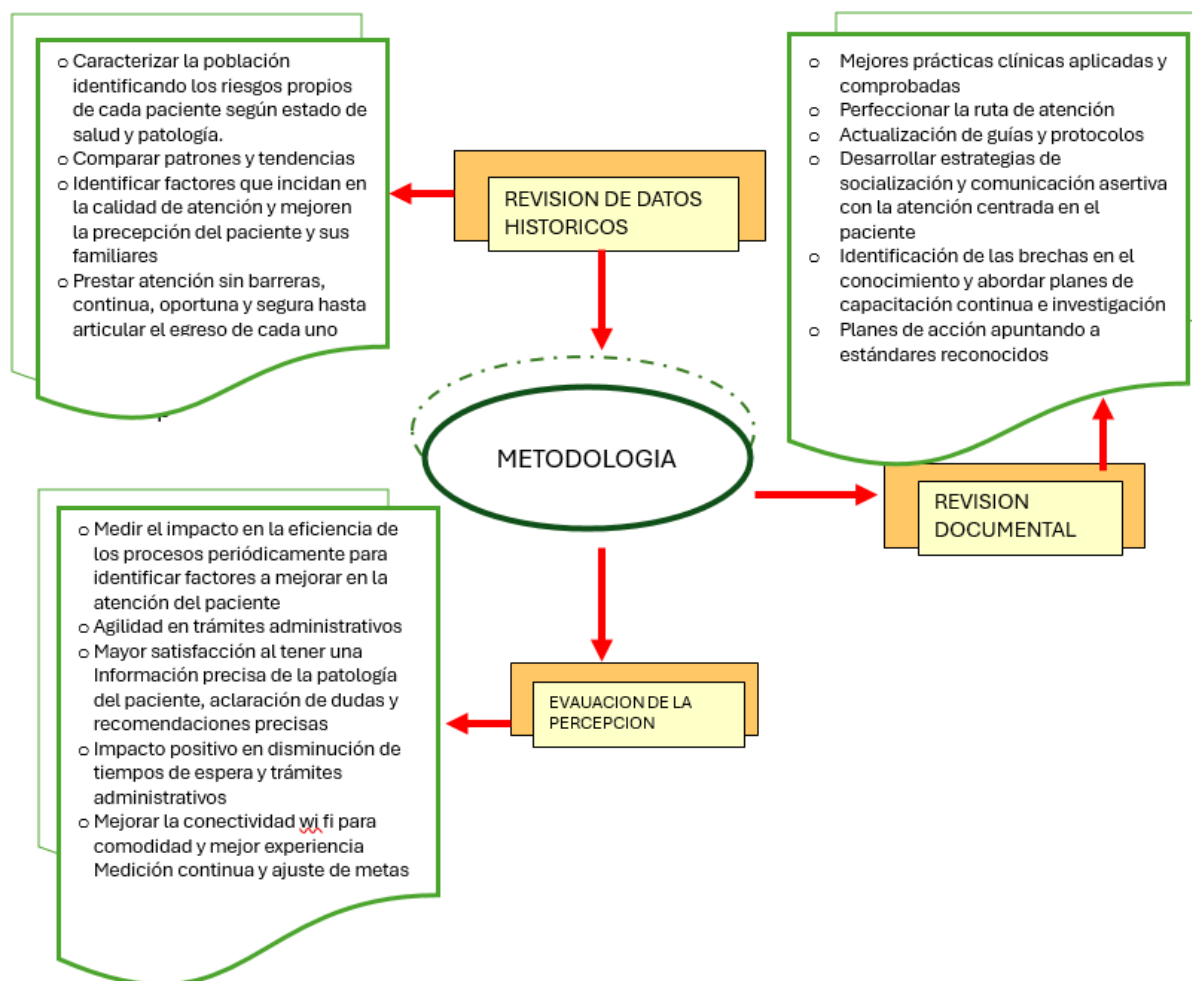 o Caracterizar la población
identificando los riesgos propios
de cada paciente según estado de
salud y patología.
o Comparar patrones y tendencias
o Identificar factores que incidan en
la calidad de atención y mejoren
la precepción del paciente y sus
familiares
o Prestar atención sin barreras,
continua, oportuna y segura hasta
articular el egreso de cada uno
REVISION DE DATOS
HISTORICOS
o Mejores prácticas clínicas aplicadas y
comprobadas
o Perfeccionar la ruta de atención
o Actualización de guías y protocolos
o Desarrollar estrategias de
socialización y comunicación asertiva
con la atención centrada en el
paciente
o Identificación de las brechas en el
conocimiento y abordar planes de
capacitación continua e investigación
o Planes de acción apuntando a
estándares reconocidos
METODOLOGIA
REVISION
DOCUMENTAL
o Medir el impacto en la eficiencia de
los procesos periódicamente para
identificar factores a mejorar en la
atención del paciente
o Agilidad en trámites administrativos
o Mayor satisfacción al tener una
Información precisa de la patología
del paciente, aclaración de dudas y
recomendaciones precisas
o Impacto positivo en disminución de
tiempos de espera y trámites
administrativos
o Mejorar la conectividad wi fi para
comodidad y mejor experiencia
Medición continua y ajuste de metas
EVAUACION DE LA
PERCEPCION